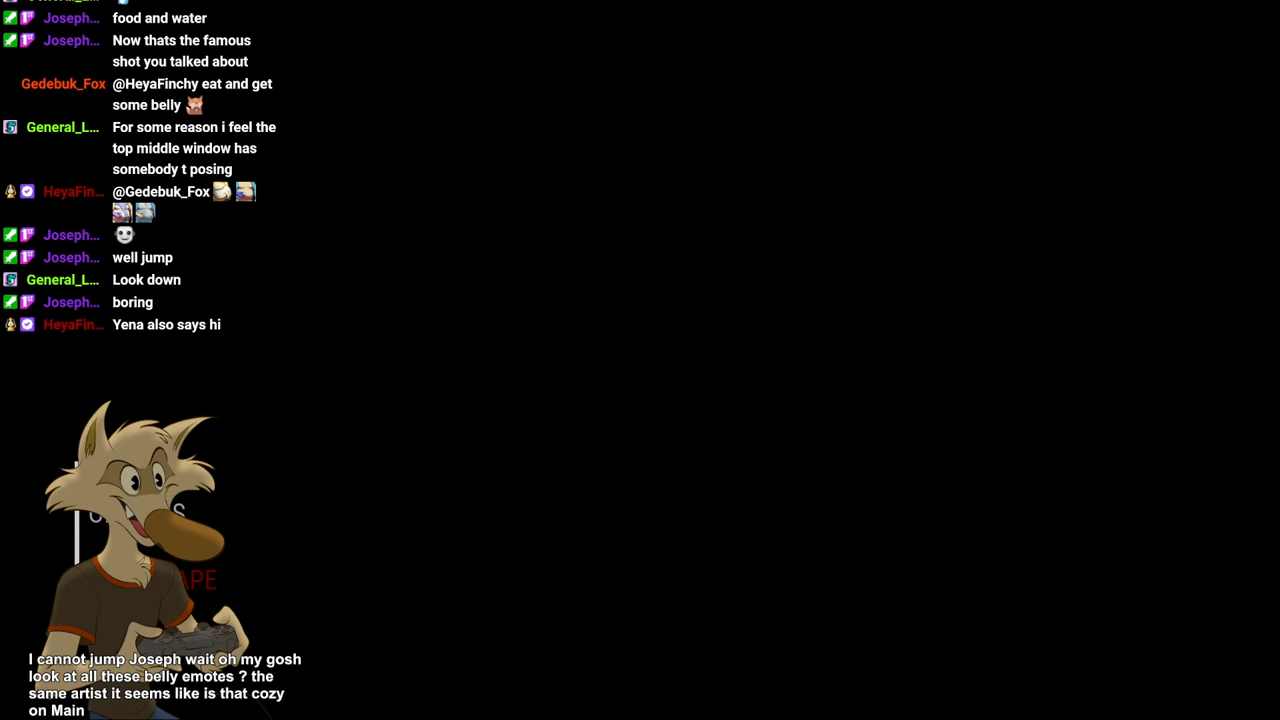 Joseph... food and water
Joseph... Now thats the famous
shot you talked about
Gedebuk_Fox @HeyaFinchy eat and get
some belly
General_L... For some reason i feel the
top middle window has
somebody t posing
HeyaFin... @Gedebuk_Fox
Joseph...
Joseph... well jump
General_L... Look down
Joseph... boring
HeyaFin... Yena also says hi
I cannot jump Joseph wait oh my gosh
look at all these belly emotes ? the
same artist it seems like is that cozy
on Main